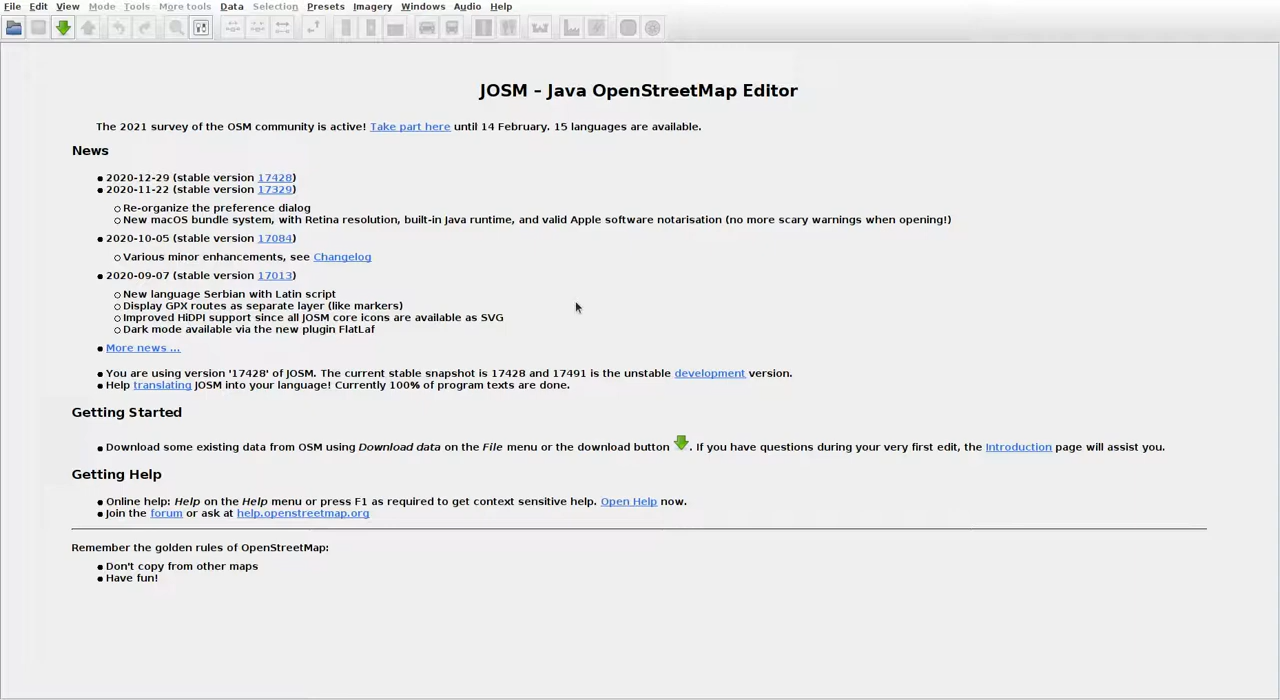 File Edit View Mode Tools More tools Data Selection Presets Imagery Windows Audio Help
JOSM – Java OpenStreetMap Editor
The 2021 survey of the OSM community is active! Take part here until 14 February. 15 languages are available.
News
2020-12-29 (stable version 17428)
2020-11-22 (stable version 17329)
Re-organize the preference dialog
New macOS bundle system, with Retina resolution, built-in Java runtime, and valid Apple software notarisation (no more scary warnings when opening!)
2020-10-05 (stable version 17084)
Various minor enhancements, see Changelog
2020-09-07 (stable version 17013)
New language Serbian with Latin script
Display GPX routes as separate layer (like markers)
Improved HiDPI support since all JOSM core icons are available as SVG
Dark mode available via the new plugin FlatLaf
More news ...
You are using version '17428' of JOSM. The current stable snapshot is 17428 and 17491 is the unstable development version.
Help translating JOSM into your language! Currently 100% of program texts are done.
Getting Started
Download some existing data from OSM using Download data on the File menu or the download button . If you have questions during your very first edit, the Introduction page will assist you.
Getting Help
Online help: Help on the Help menu or press F1 as required to get context sensitive help. Open Help now.
Join the forum or ask at help.openstreetmap.org
Remember the golden rules of OpenStreetMap:
Don't copy from other maps
Have fun!